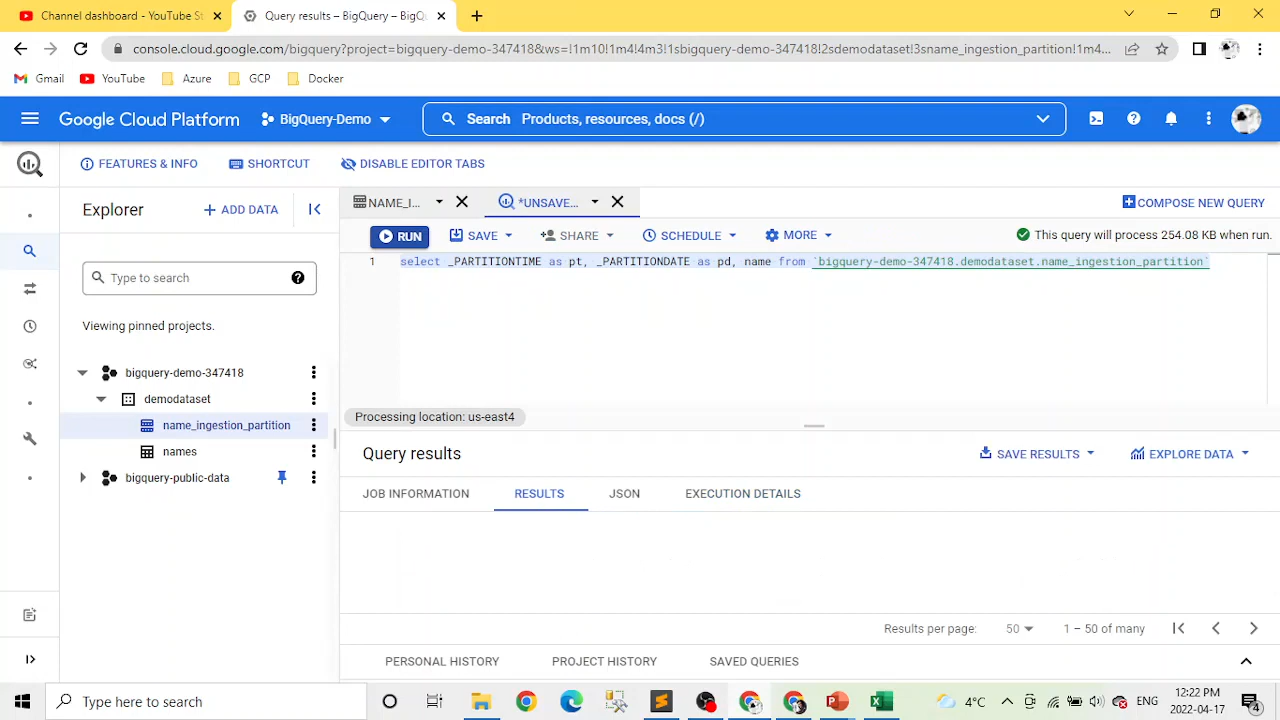 Channel dashboard - YouTube St
Query results – BigQuery – BigQ
console.cloud.google.com/bigquery?project=bigquery-demo-347418&ws=!1m10!1m4!4m3!1sbigquery-demo-347418!2sdemodataset!3sname_ingestion_partition!1m4...
Gmail YouTube Azure GCP Docker
Google Cloud Platform BigQuery-Demo Search Products, resources, docs (/)
FEATURES & INFO SHORTCUT DISABLE EDITOR TABS
Explorer + ADD DATA
NAME_I... *UNSAVE... COMPOSE NEW QUERY
RUN SAVE SHARE SCHEDULE MORE This query will process 254.08 KB when run.
1 select _PARTITIONTIME as pt, _PARTITIONDATE as pd, name from `bigquery-demo-347418.demodataset.name_ingestion_partition`
Type to search
Viewing pinned projects.
bigquery-demo-347418
demodataset
name_ingestion_partition
names
bigquery-public-data
Processing location: us-east4
Query results SAVE RESULTS EXPLORE DATA
JOB INFORMATION RESULTS JSON EXECUTION DETAILS
Results per page: 50 1 – 50 of many
PERSONAL HISTORY PROJECT HISTORY SAVED QUERIES
Type here to search
4°C ENG 12:22 PM
2022-04-17
4